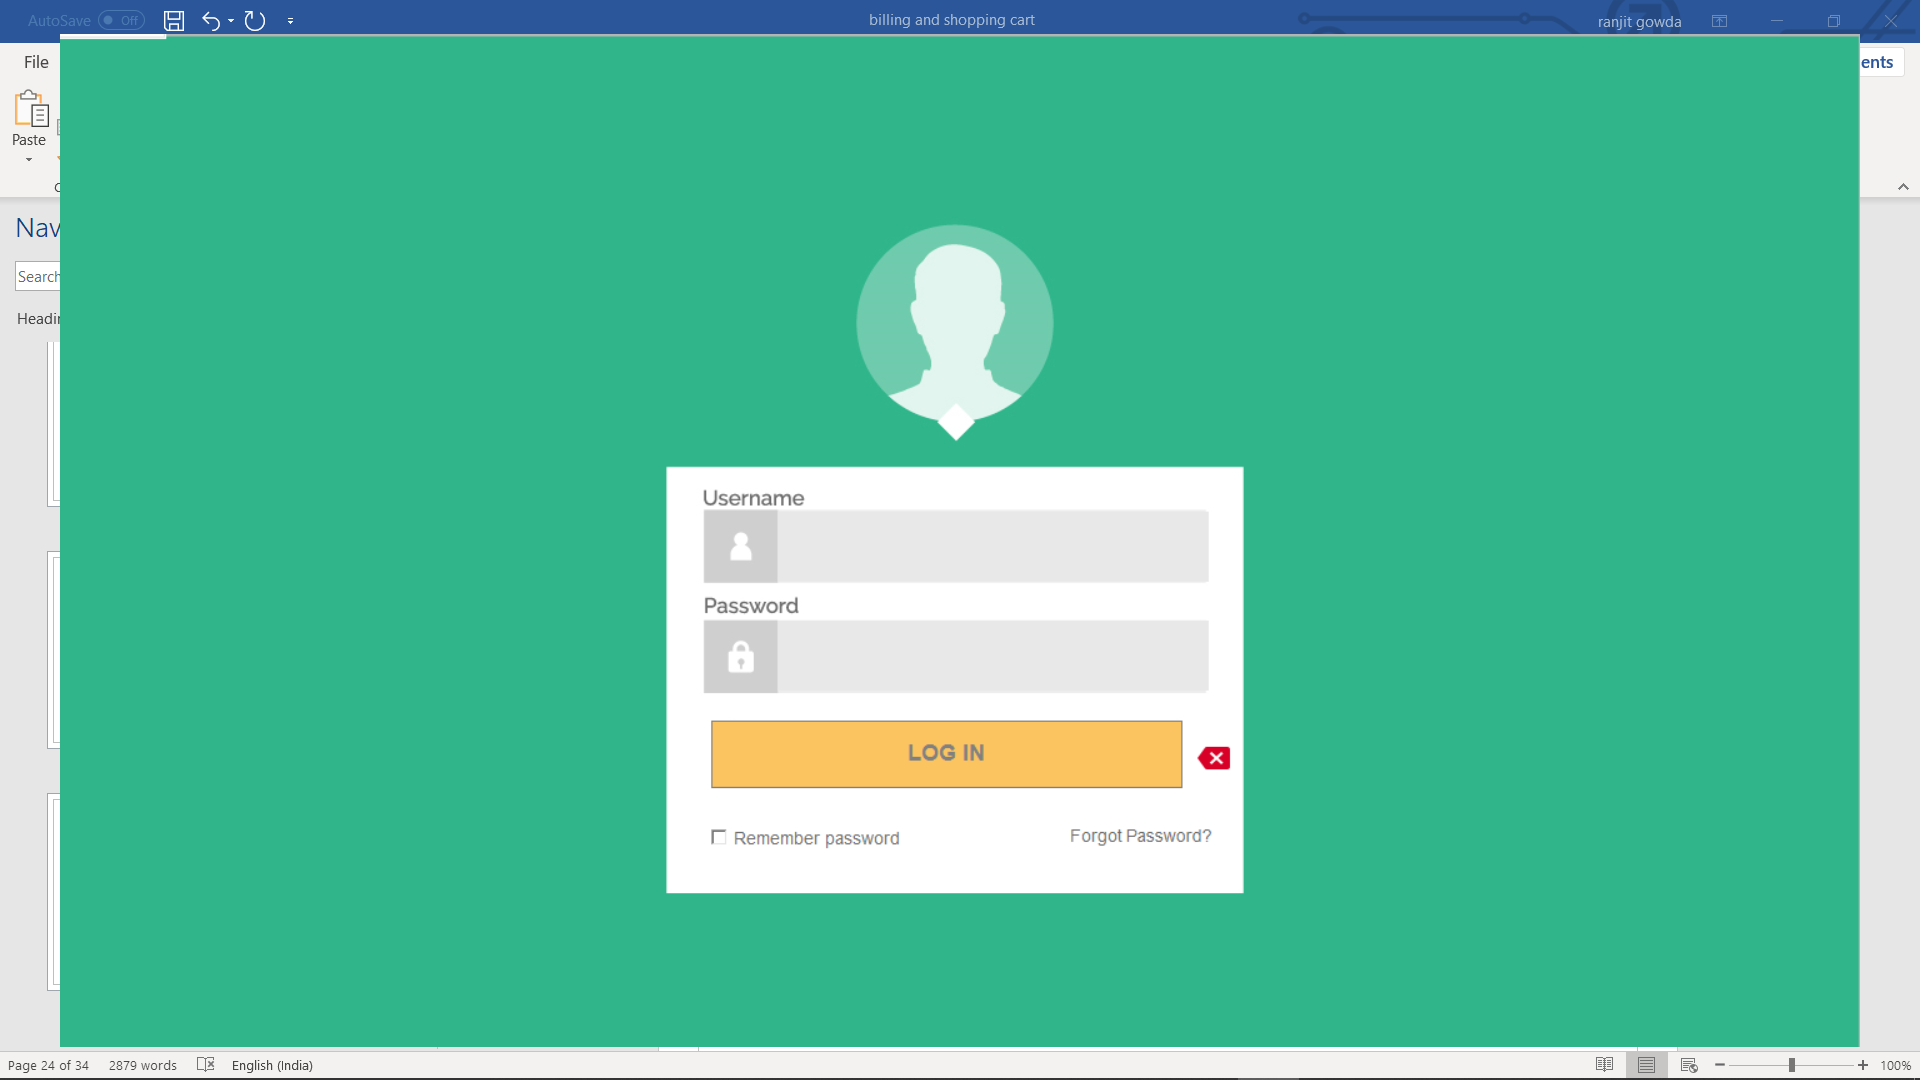 AutoSave Off
billing and shopping cart
ranjit gowda
File
ents
Paste
Nav
Search
Headin
Username
Password
LOG IN
Remember password
Forgot Password?
Page 24 of 34 2879 words English (India)
100%